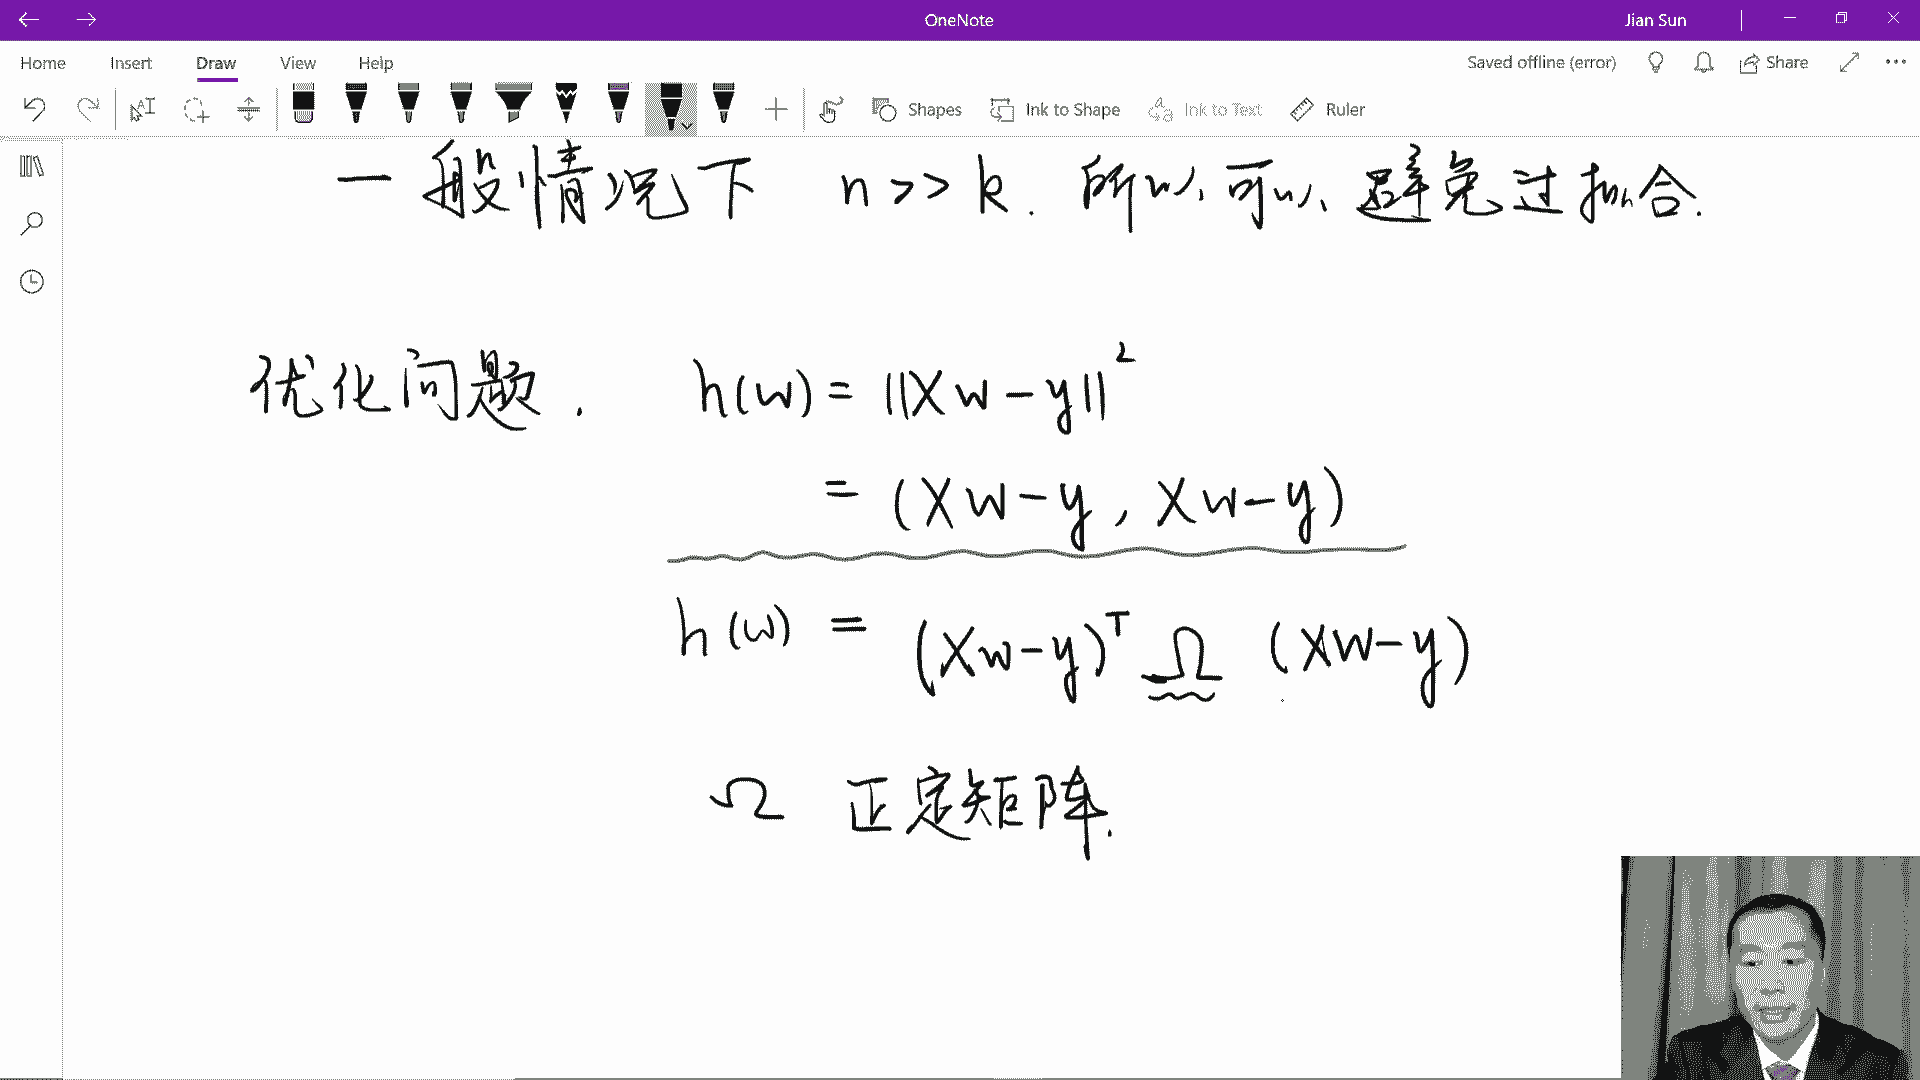 OneNote Jian Sun
Home Insert Draw View Help Saved offline (error) Share
Shapes Ink to Shape Ink to Text Ruler
一般情况下 n >> k. 所以可以避免过拟合.
优化问题. h(w) = ||Xw - y||²
= (Xw - y, Xw - y)
h(w) = (Xw - y)ᵀ Ω (Xw - y)
Ω 正定矩阵.